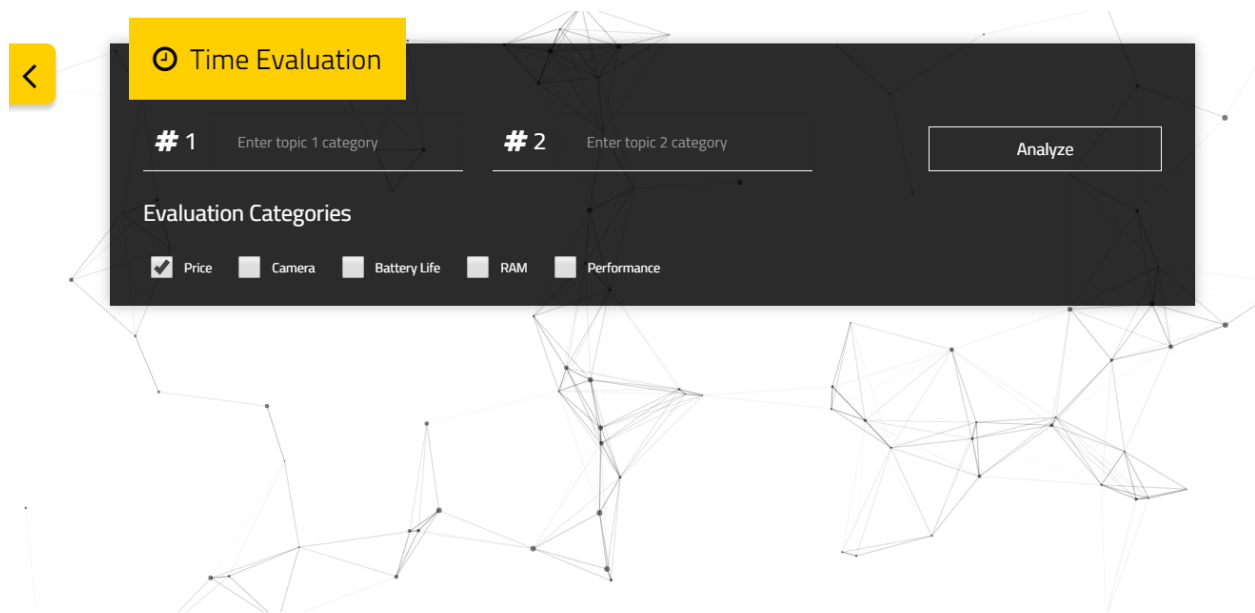 Time Evaluation
# 1 Enter topic 1 category # 2 Enter topic 2 category Analyze
Evaluation Categories
Price Camera Battery Life RAM Performance